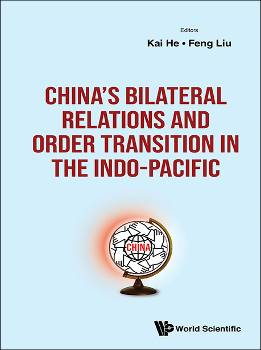 Editors
Kai He • Feng Liu
CHINA'S BILATERAL
RELATIONS AND
ORDER TRANSITION IN
THE INDO-PACIFIC
CHINA
World Scientific